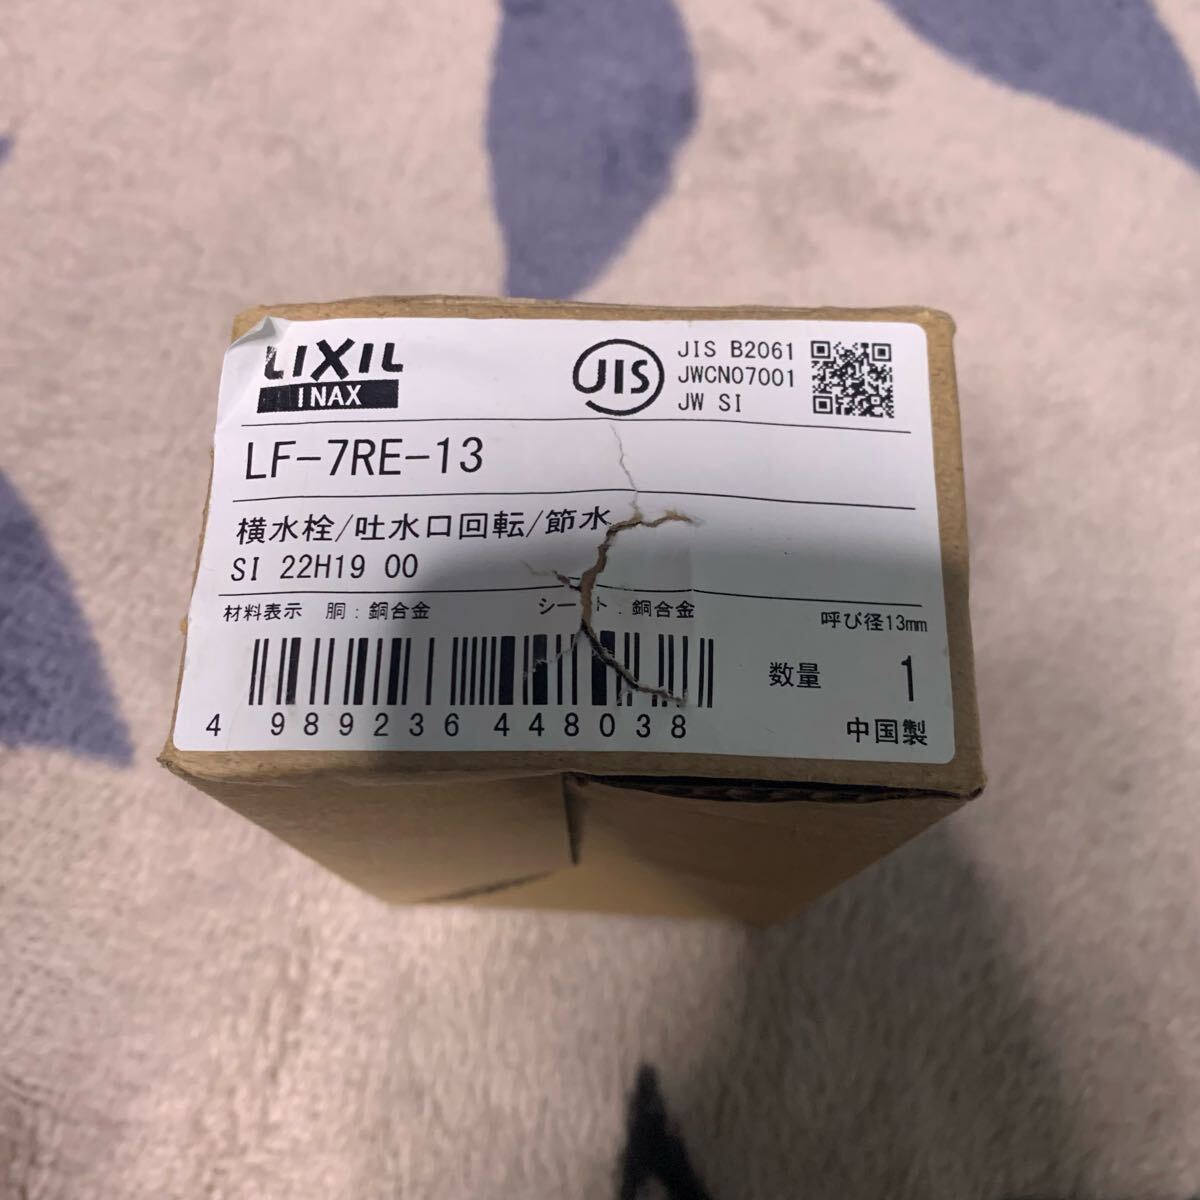 LIXIL
INAX
JIS
JIS B2061
JWCN07001
JW SI
LF-7RE-13
横水栓/吐水口回転/節水
SI 22H19 00
材料表示 胴：銅合金 シート：銅合金
呼び径13mm
数量 1
4 989236 448038
中国製